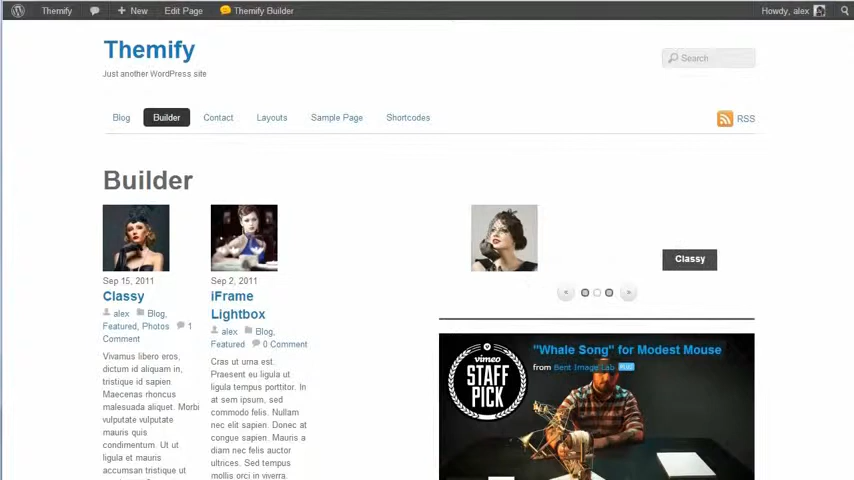 Themify
New
Edit Page
Themify Builder
Howdy, alex
Themify
Just another WordPress site
Search
Blog
Builder
Contact
Layouts
Sample Page
Shortcodes
RSS
Builder
Sep 15, 2011
Classy
alex Blog,
Featured, Photos 1
Comment
Vivamus libero eros,
dictum id aliquam in,
tristique id sapien
Maecenas rhoncus
malesuada aliquet. Morbi
vulputate vulputate
mauris quis
condimentum. Ut ut
ligula et mauris
accumsan tristique ut
Sep 2, 2011
iFrame
Lightbox
alex Blog,
Featured 0 Comment
Cras ut urna est.
Praesent eu ligula ut
ligula tempus porttitor. In
at sem ipsum, sed
commodo felis. Nullam
nec elit sapien. Donec at
congue sapien. Mauris a
diam nec felis auctor
ultrices. Sed tempus
mollis orci in viverra.
Classy
« »
vimeo
STAFF
PICK
"Whale Song" for Modest Mouse
from Bent Image Lab